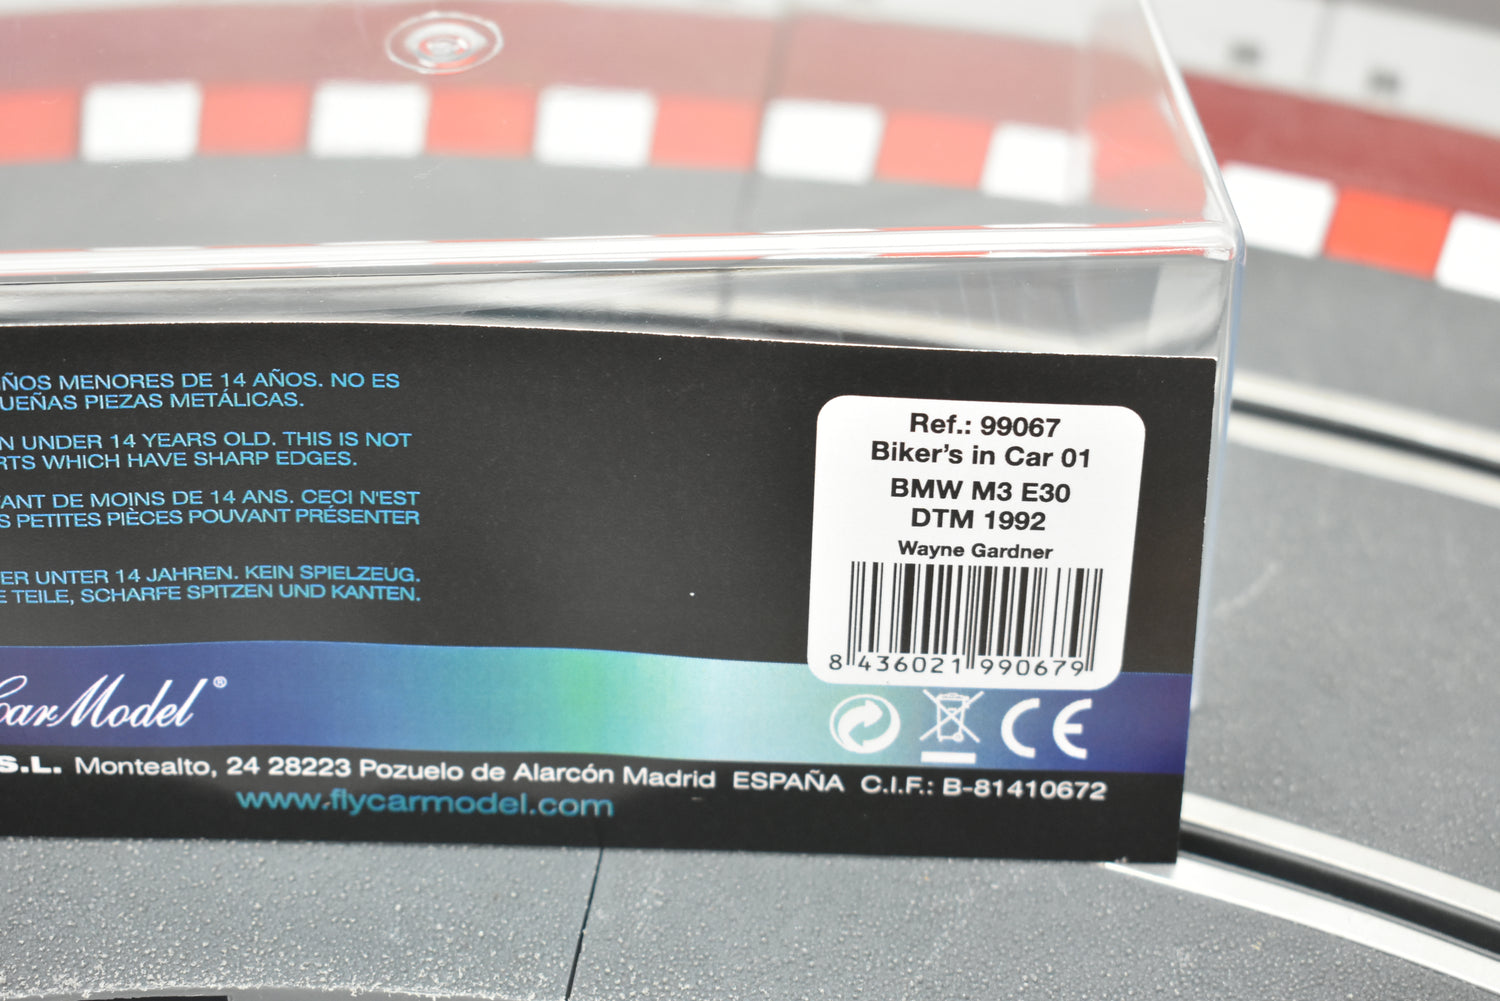 ÑOS MENORES DE 14 AÑOS. NO ES
UEÑAS PIEZAS METÁLICAS.
N UNDER 14 YEARS OLD. THIS IS NOT
RTS WHICH HAVE SHARP EDGES.
ANT DE MOINS DE 14 ANS. CECI N'EST
S PETITES PIÈCES POUVANT PRÉSENTER
ER UNTER 14 JAHREN. KEIN SPIELZEUG.
E TEILE, SCHARFE SPITZEN UND KANTEN.
Ref.: 99067
Biker's in Car 01
BMW M3 E30
DTM 1992
Wayne Gardner
8 436021 990679
Car Model®
CE
S.L. Montealto, 24 28223 Pozuelo de Alarcón Madrid ESPAÑA C.I.F.: B-81410672
www.flycarmodel.com